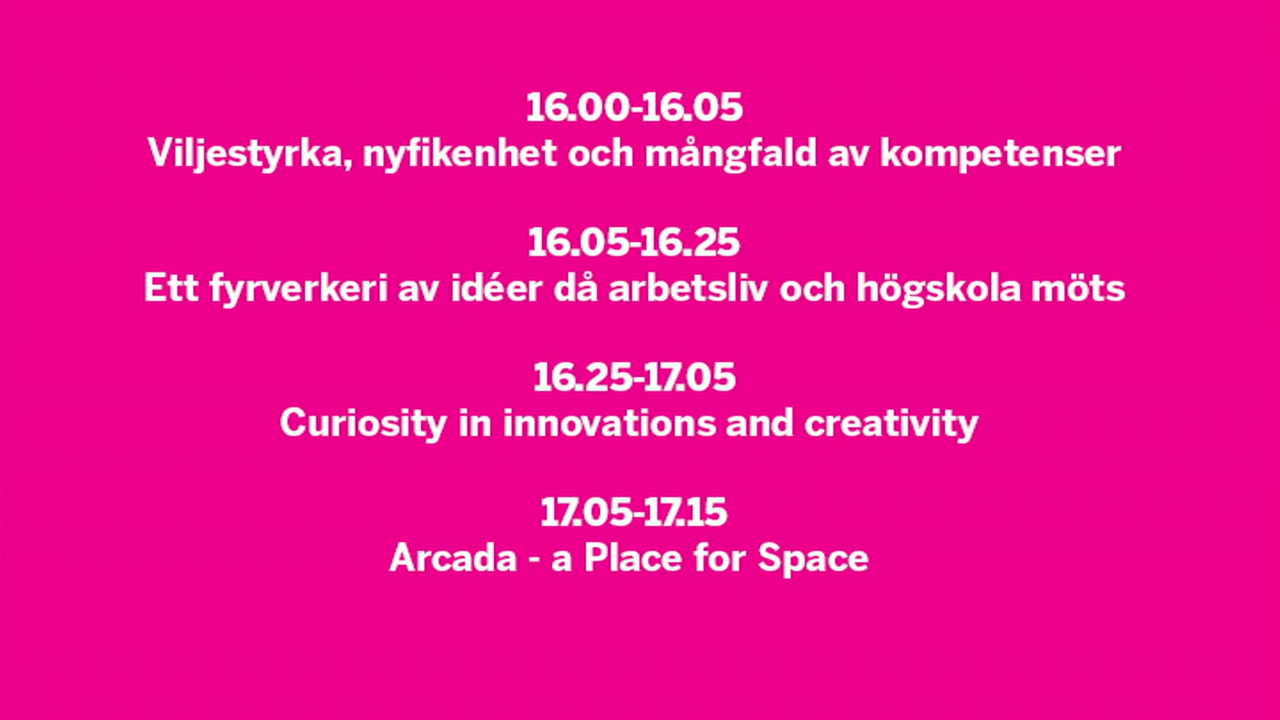 16.00-16.05
Viljestyrka, nyfikenhet och mångfald av kompetenser
16.05-16.25
Ett fyrverkeri av idéer då arbetsliv och högskola möts
16.25-17.05
Curiosity in innovations and creativity
17.05-17.15
Arcada - a Place for Space